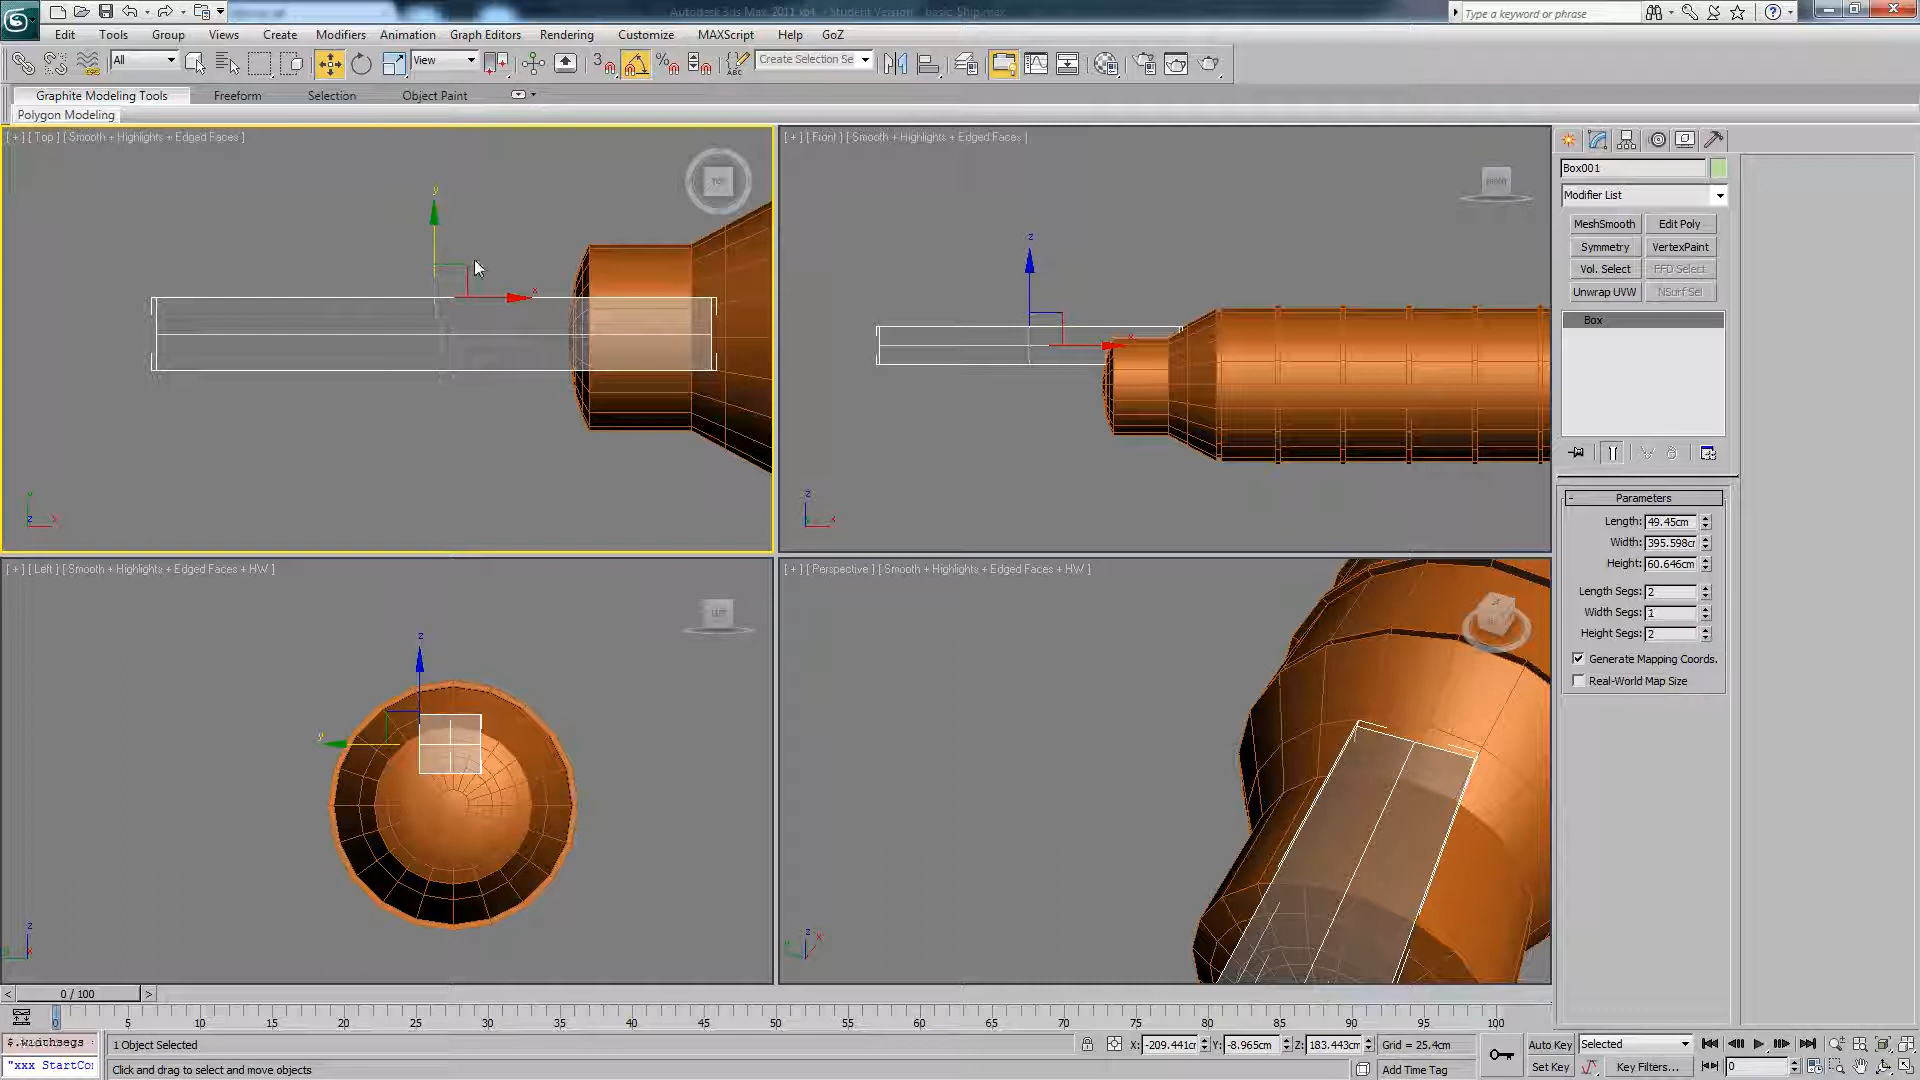 Autodesk 3ds Max 2011 x64 - Student Version basic_Ship.max
Type a keyword or phrase
Edit Tools Group Views Create Modifiers Animation Graph Editors Rendering Customize MAXScript Help GoZ
All View Create Selection Se
Graphite Modeling Tools Freeform Selection Object Paint
Polygon Modeling
[ + ] [ Top ] [ Smooth + Highlights + Edged Faces ]
[ + ] [ Front ] [ Smooth + Highlights + Edged Faces ]
TOP
FRONT
y
x
z
x
Box001
Modifier List
MeshSmooth Edit Poly
Symmetry VertexPaint
Vol. Select FFD Select
Unwrap UVW NSurf Sel
Box
Parameters
Length: 49.45cm
Width: 395.598cr
Height: 60.646cm
Length Segs: 2
Width Segs: 1
Height Segs: 2
Generate Mapping Coords.
Real-World Map Size
[ + ] [ Left ] [ Smooth + Highlights + Edged Faces + HW ]
[ + ] [ Perspective ] [ Smooth + Highlights + Edged Faces + HW ]
LEFT
z
y
0 / 100
0 5 10 15 20 25 30 35 40 45 50 55 60 65 70 75 80 85 90 95 100
$.widthsegs
1 Object Selected
X: -209.441cr Y: -8.965cm Z: 183.443cm Grid = 25.4cm
Auto Key Selected
"xxx StartCor
Click and drag to select and move objects
Add Time Tag
Set Key Key Filters... 0